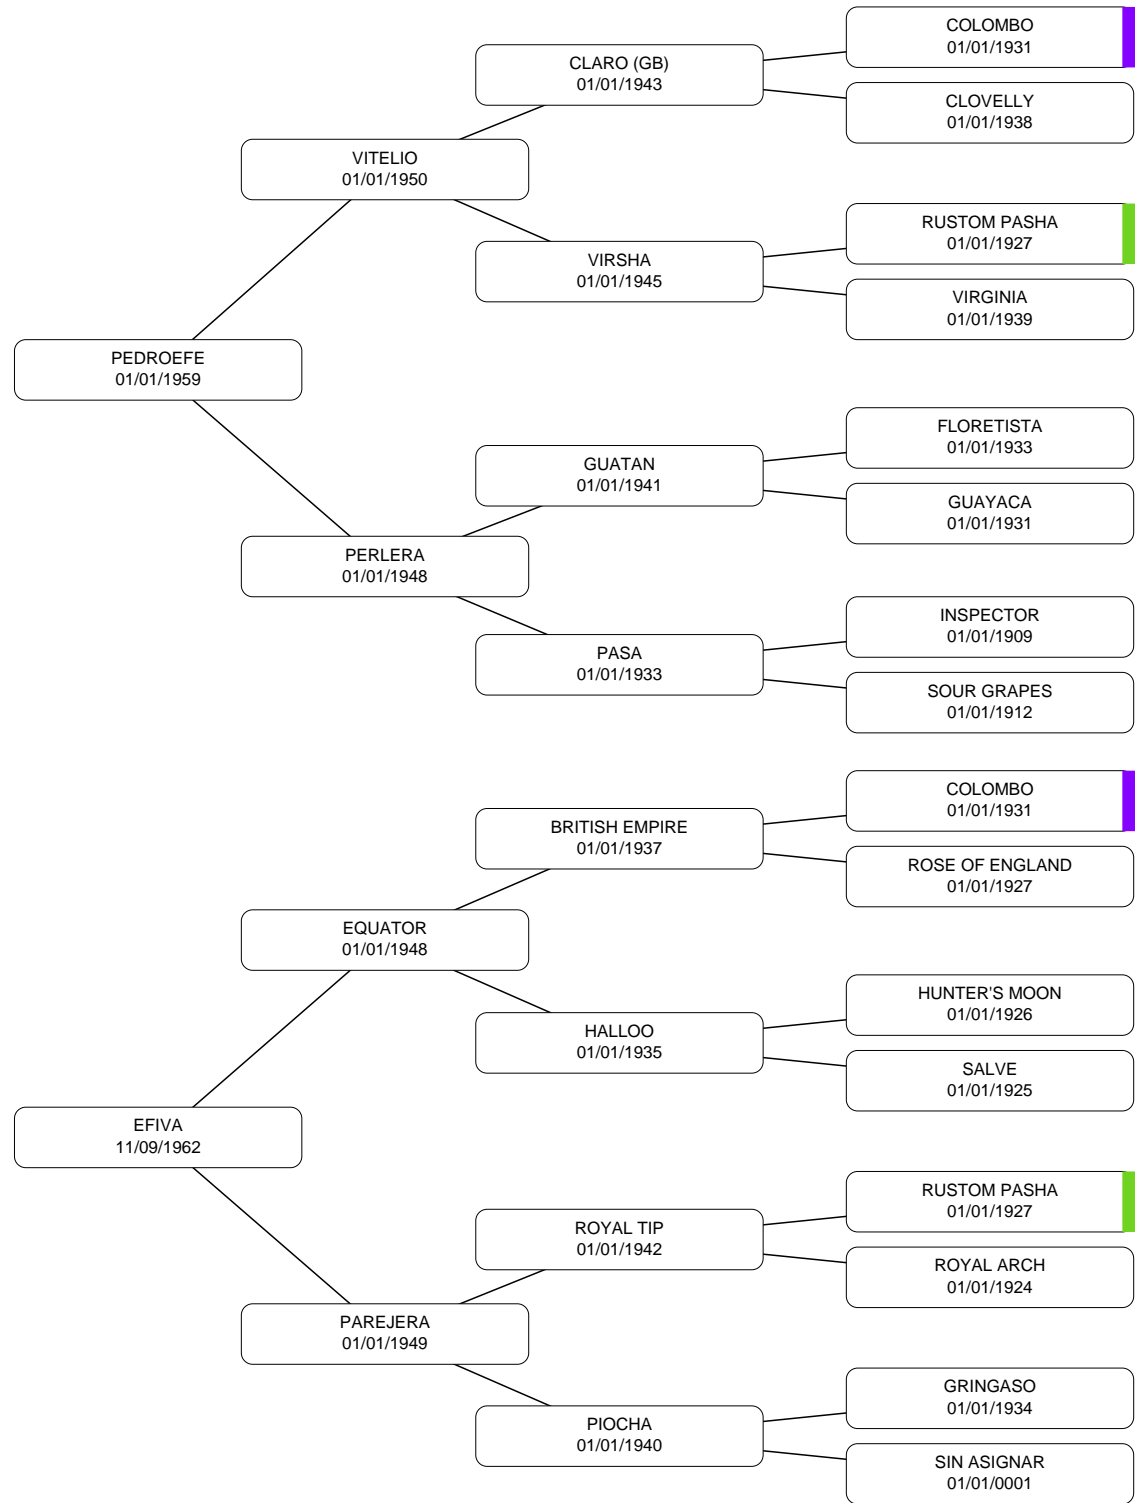 COLOMBO
01/01/1931
CLARO (GB)
01/01/1943
CLOVELLY
01/01/1938
VITELIO
01/01/1950
RUSTOM PASHA
01/01/1927
VIRSHA
01/01/1945
VIRGINIA
01/01/1939
PEDROEFE
01/01/1959
FLORETISTA
01/01/1933
GUATAN
01/01/1941
GUAYACA
01/01/1931
PERLERA
01/01/1948
INSPECTOR
01/01/1909
PASA
01/01/1933
SOUR GRAPES
01/01/1912
COLOMBO
01/01/1931
BRITISH EMPIRE
01/01/1937
ROSE OF ENGLAND
01/01/1927
EQUATOR
01/01/1948
HUNTER'S MOON
01/01/1926
HALLOO
01/01/1935
SALVE
01/01/1925
EFIVA
11/09/1962
RUSTOM PASHA
01/01/1927
ROYAL TIP
01/01/1942
ROYAL ARCH
01/01/1924
PAREJERA
01/01/1949
GRINGASO
01/01/1934
PIOCHA
01/01/1940
SIN ASIGNAR
01/01/0001